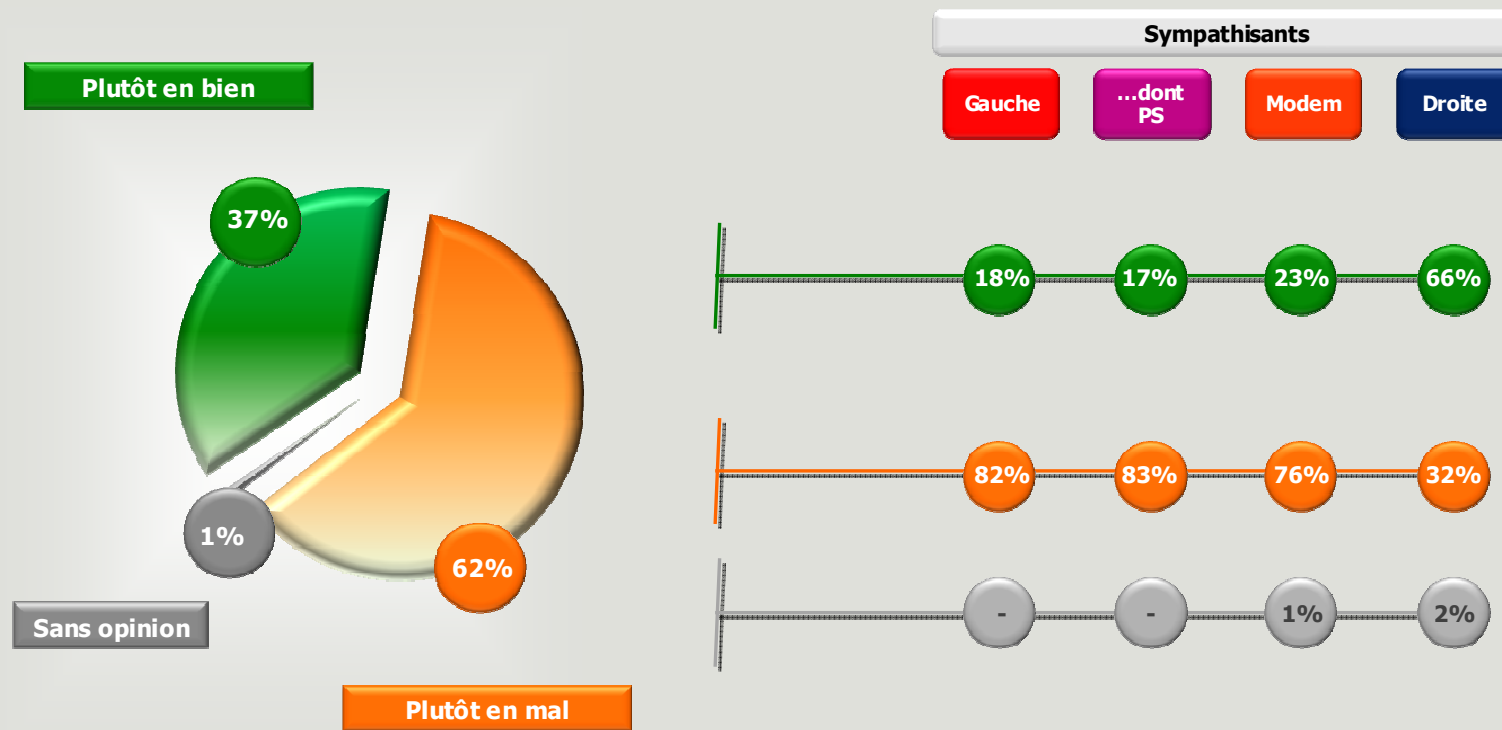 Sympathisants
Plutôt en bien
Gauche
...dont
PS
Modem
Droite
37%
18%
17%
23%
66%
82%
83%
76%
32%
1%
62%
-
-
1%
2%
Sans opinion
Plutôt en mal